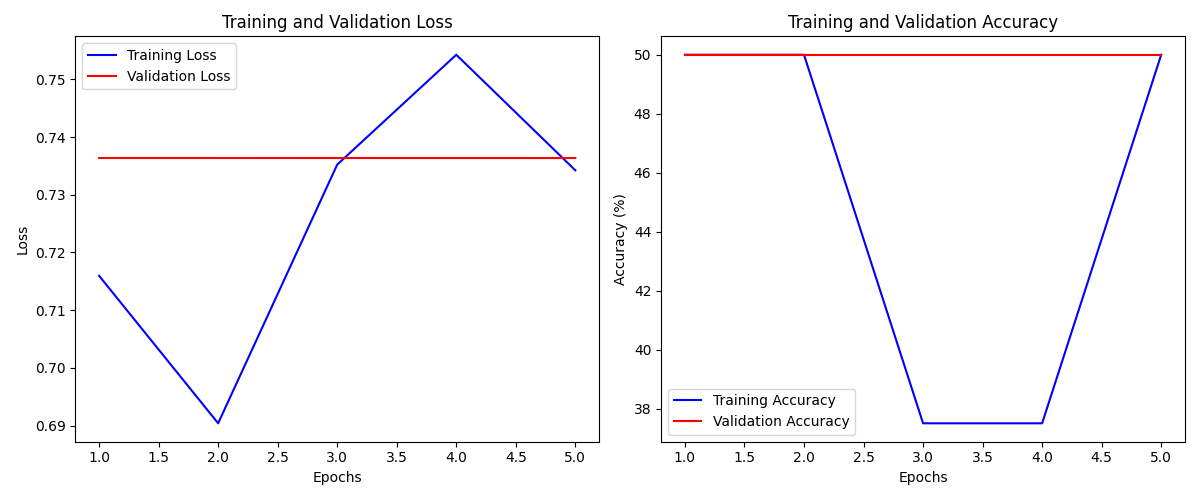 Training and Validation Loss
Training Loss
Validation Loss
0.75
0.74
0.73
0.72
0.71
0.70
0.69
Loss
1.0 1.5 2.0 2.5 3.0 3.5 4.0 4.5 5.0
Epochs
Training and Validation Accuracy
50
48
46
44
42
40
38
Accuracy (%)
Training Accuracy
Validation Accuracy
1.0 1.5 2.0 2.5 3.0 3.5 4.0 4.5 5.0
Epochs